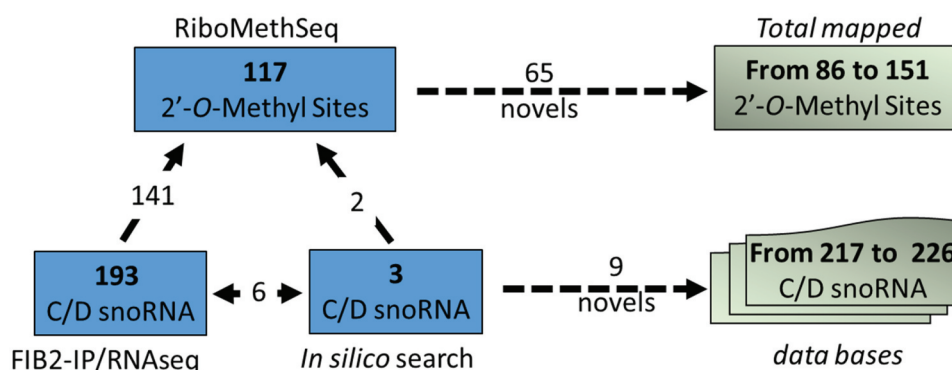 RiboMethSeq
117
2'-O-Methyl Sites
65
novels
Total mapped
From 86 to 151
2'-O-Methyl Sites
141
2
193
C/D snoRNA
FIB2-IP/RNAseq
6
3
C/D snoRNA
In silico search
9
novels
From 217 to 226
C/D snoRNA
data bases